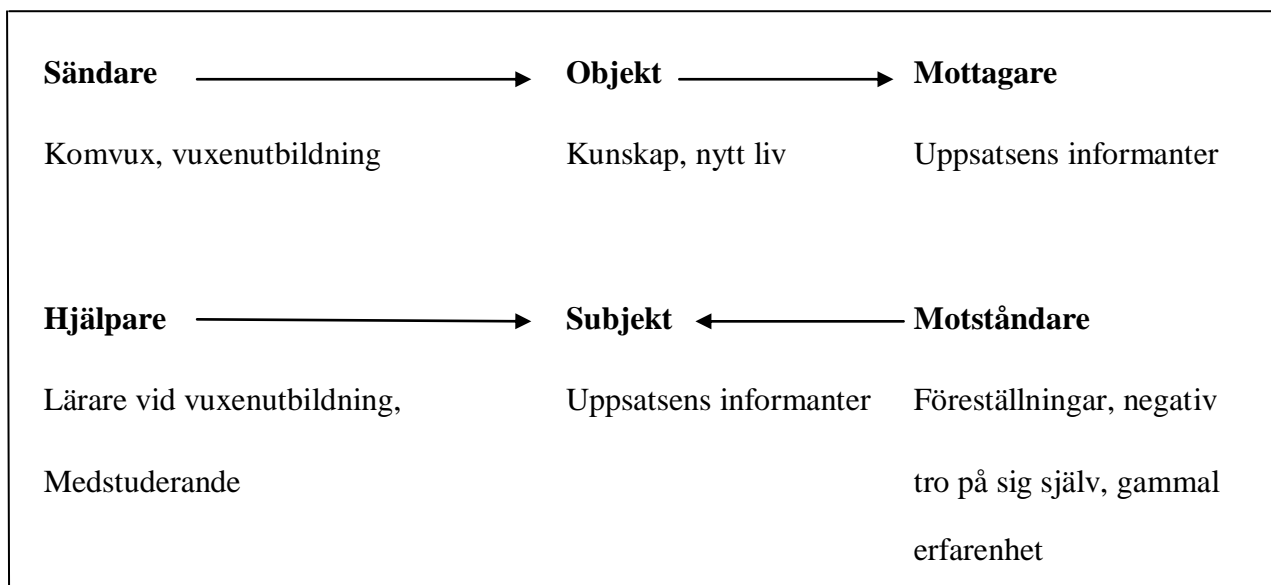 Sändare Objekt Mottagare
Komvux, vuxenutbildning Kunskap, nytt liv Uppsatsens informanter
Hjälpare Subjekt Motståndare
Lärare vid vuxenutbildning, Uppsatsens informanter Föreställningar, negativ
Medstuderande tro på sig själv, gammal
erfarenhet